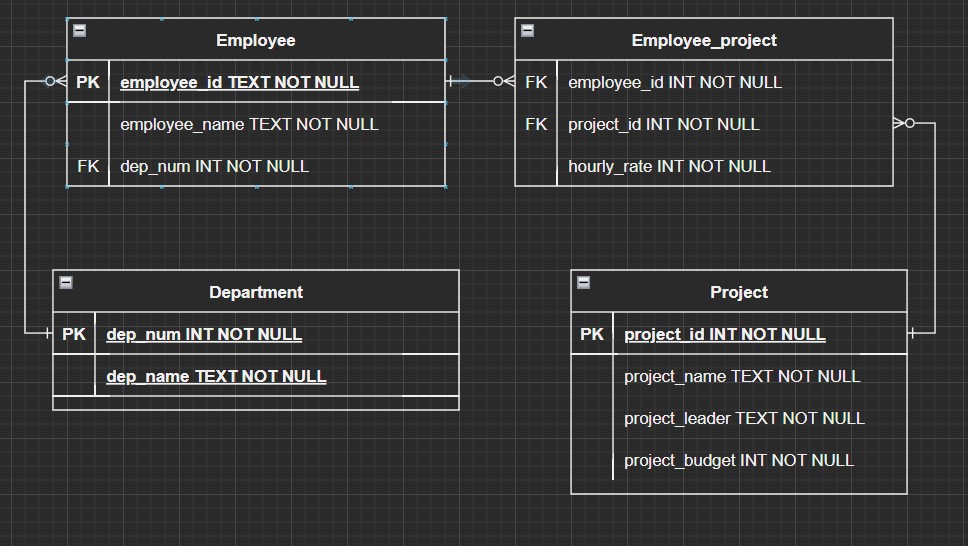 Employee
PK employee_id TEXT NOT NULL
employee_name TEXT NOT NULL
FK dep_num INT NOT NULL
Employee_project
FK employee_id INT NOT NULL
FK project_id INT NOT NULL
hourly_rate INT NOT NULL
Department
PK dep_num INT NOT NULL
dep_name TEXT NOT NULL
Project
PK project_id INT NOT NULL
project_name TEXT NOT NULL
project_leader TEXT NOT NULL
project_budget INT NOT NULL